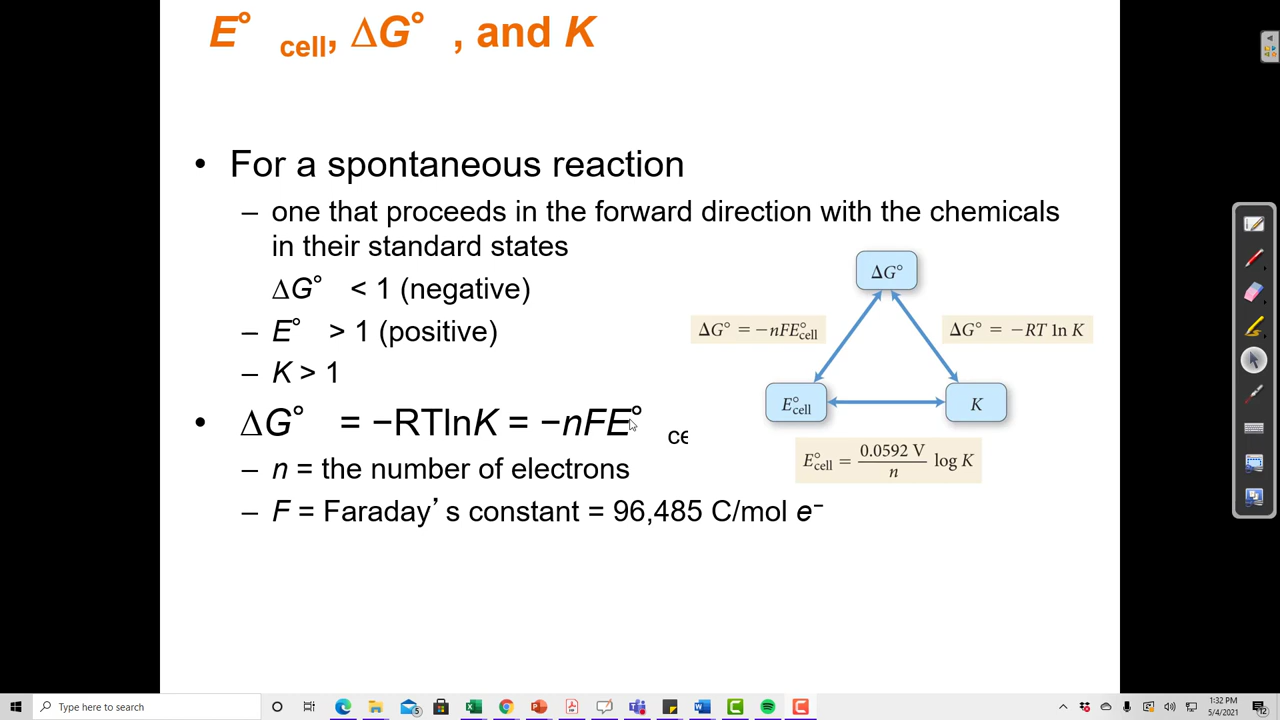 E° cell, ΔG° , and K
• For a spontaneous reaction
– one that proceeds in the forward direction with the chemicals
in their standard states
ΔG° < 1 (negative)
– E° > 1 (positive)
– K > 1
• ΔG° = −RTlnK = −nFE° ce
– n = the number of electrons
– F = Faraday's constant = 96,485 C/mol e−
ΔG°
ΔG° = −nFE°cell
ΔG° = −RT ln K
E°cell
K
E°cell = 0.0592 V / n log K
Type here to search
5
1:32 PM
5/4/2021
12